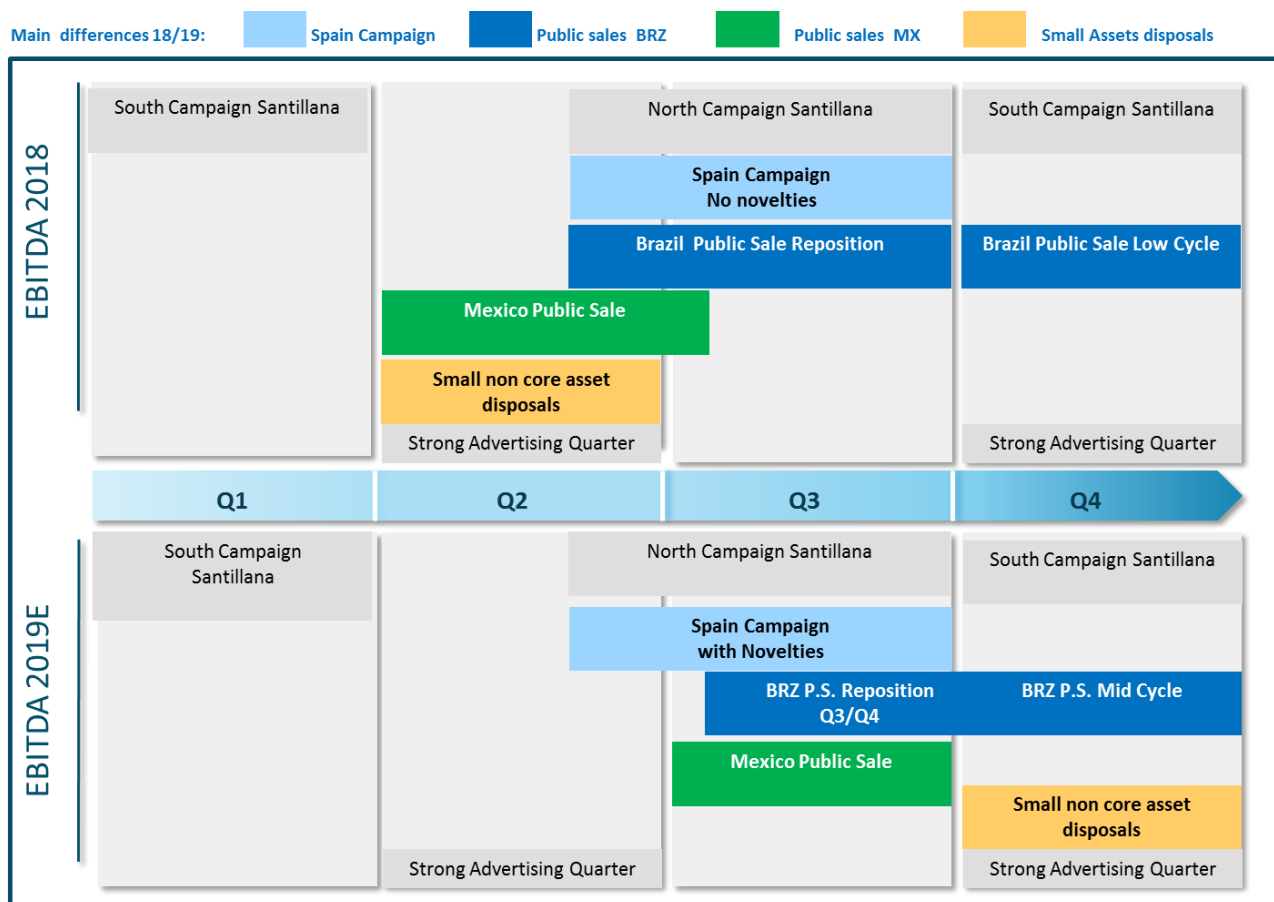 Main differences 18/19: Spain Campaign Public sales BRZ Public sales MX Small Assets disposals
EBITDA 2018
South Campaign Santillana
North Campaign Santillana
South Campaign Santillana
Spain Campaign
No novelties
Brazil Public Sale Reposition
Brazil Public Sale Low Cycle
Mexico Public Sale
Small non core asset
disposals
Strong Advertising Quarter
Strong Advertising Quarter
Q1 Q2 Q3 Q4
EBITDA 2019E
South Campaign
Santillana
North Campaign Santillana
South Campaign Santillana
Spain Campaign
with Novelties
BRZ P.S. Reposition
Q3/Q4
BRZ P.S. Mid Cycle
Mexico Public Sale
Small non core asset
disposals
Strong Advertising Quarter
Strong Advertising Quarter